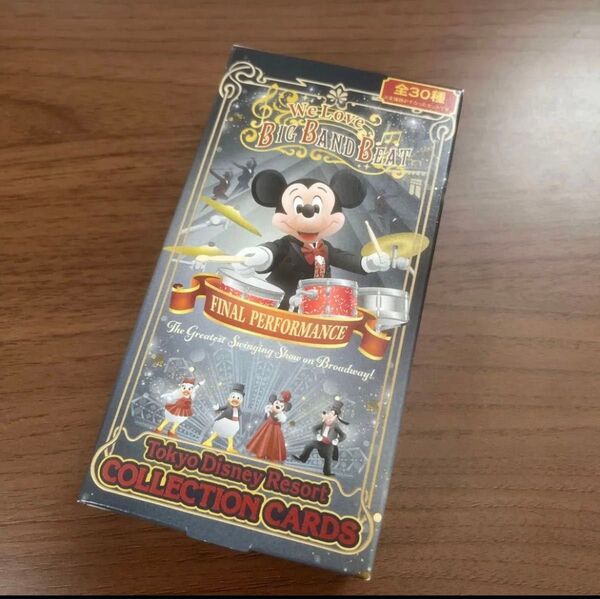 全30種
We Love
BIG BAND BEAT
FINAL PERFORMANCE
The Greatest Swinging Show on Broadway!
Tokyo Disney Resort
COLLECTION CARDS